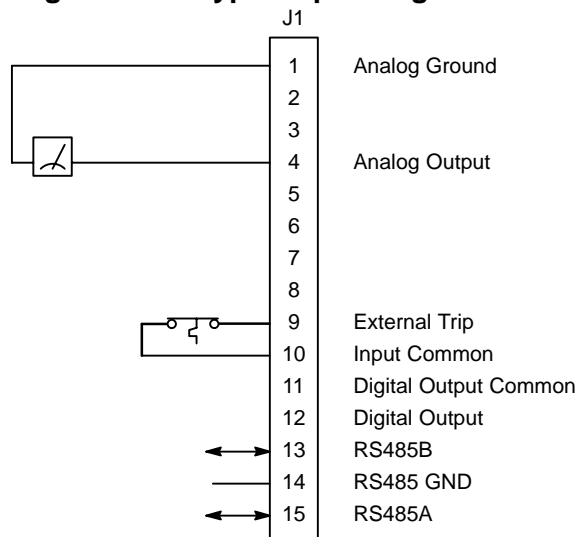 J1
1 Analog Ground
2
3
4 Analog Output
5
6
7
8
9 External Trip
10 Input Common
11 Digital Output Common
12 Digital Output
13 RS485B
14 RS485 GND
15 RS485A